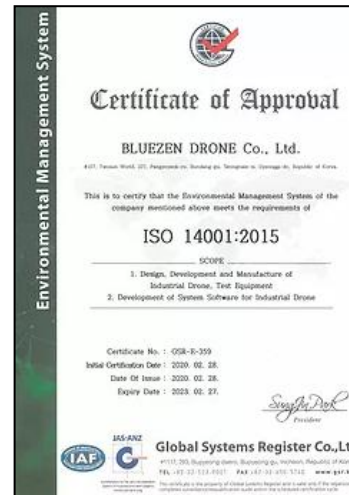 Environmental Management System
Certificate of Approval
BLUEZEN DRONE Co., Ltd.
This is to certify that the Environmental Management System of the
company mentioned above meets the requirements of
ISO 14001:2015
SCOPE
1. Design, Development and Manufacture of
Industrial Drone, Test Equipment
2. Development of System Software for Industrial Drone
Certificate No. : GSR-E-359
Initial Certification Date : 2020. 02. 28.
Date Of Issue : 2020. 02. 28.
Expiry Date : 2023. 02. 27.
President
JAS-ANZ
IAF
Global Systems Register Co.,Lt